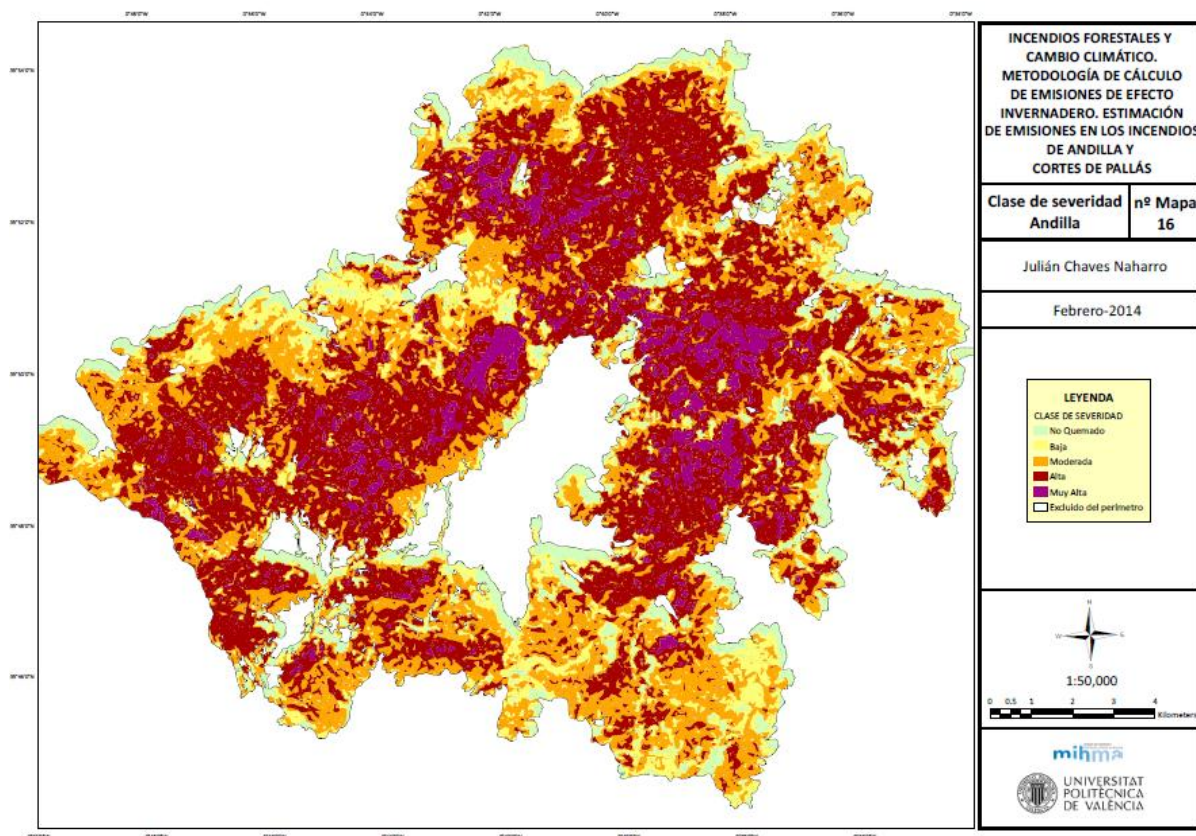 INCENDIOS FORESTALES Y
CAMBIO CLIMÁTICO.
METODOLOGÍA DE CÁLCULO
DE EMISIONES DE EFECTO
INVERNADERO. ESTIMACIÓN
DE EMISIONES EN LOS INCENDIOS
DE ANDILLA Y
CORTES DE PALLÁS
Clase de severidad
Andilla
nº Mapa
16
Julián Chaves Naharro
Febrero-2014
LEYENDA
CLASE DE SEVERIDAD
No Quemado
Baja
Moderada
Alta
Muy Alta
Excluido del perímetro
N
W
E
S
1:50,000
0 0.5 1 2 3 4
Kilometers
mihma
UNIVERSITAT
POLITÈCNICA
DE VALÈNCIA